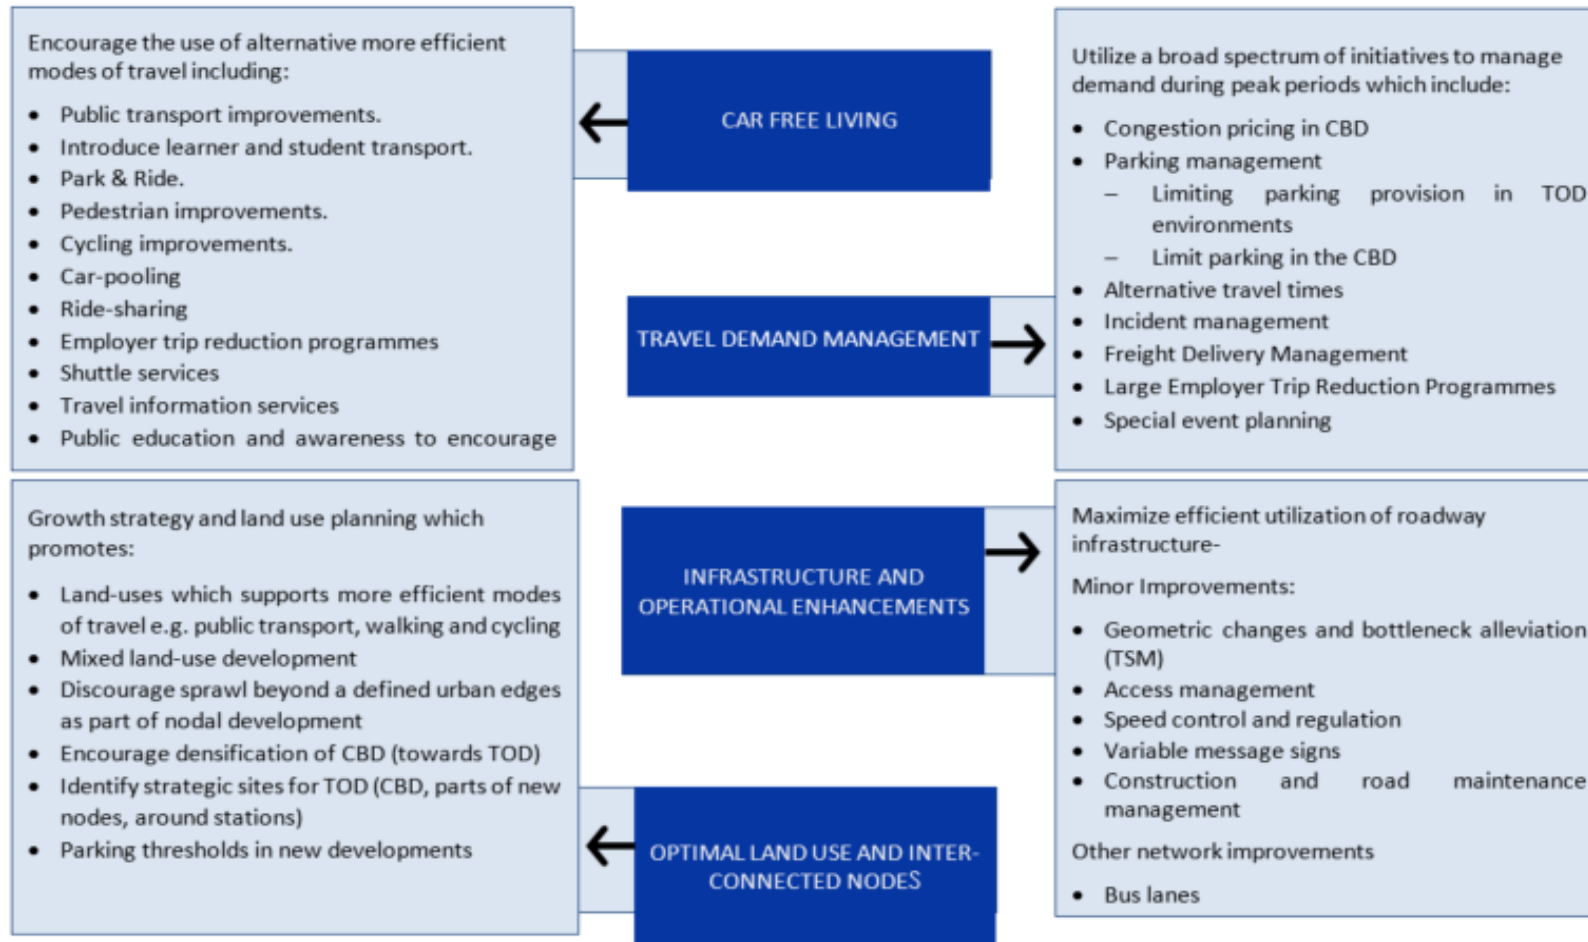 Encourage the use of alternative more efficient
modes of travel including:
• Public transport improvements.
• Introduce learner and student transport.
• Park & Ride.
• Pedestrian improvements.
• Cycling improvements.
• Car-pooling
• Ride-sharing
• Employer trip reduction programmes
• Shuttle services
• Travel information services
• Public education and awareness to encourage
CAR FREE LIVING
Utilize a broad spectrum of initiatives to manage
demand during peak periods which include:
• Congestion pricing in CBD
• Parking management
– Limiting parking provision in TOD
environments
– Limit parking in the CBD
• Alternative travel times
• Incident management
• Freight Delivery Management
• Large Employer Trip Reduction Programmes
• Special event planning
TRAVEL DEMAND MANAGEMENT
Growth strategy and land use planning which
promotes:
• Land-uses which supports more efficient modes
of travel e.g. public transport, walking and cycling
• Mixed land-use development
• Discourage sprawl beyond a defined urban edges
as part of nodal development
• Encourage densification of CBD (towards TOD)
• Identify strategic sites for TOD (CBD, parts of new
nodes, around stations)
• Parking thresholds in new developments
INFRASTRUCTURE AND
OPERATIONAL ENHANCEMENTS
Maximize efficient utilization of roadway
infrastructure-
Minor Improvements:
• Geometric changes and bottleneck alleviation
(TSM)
• Access management
• Speed control and regulation
• Variable message signs
• Construction and road maintenance
management
Other network improvements
• Bus lanes
OPTIMAL LAND USE AND INTER-
CONNECTED NODES